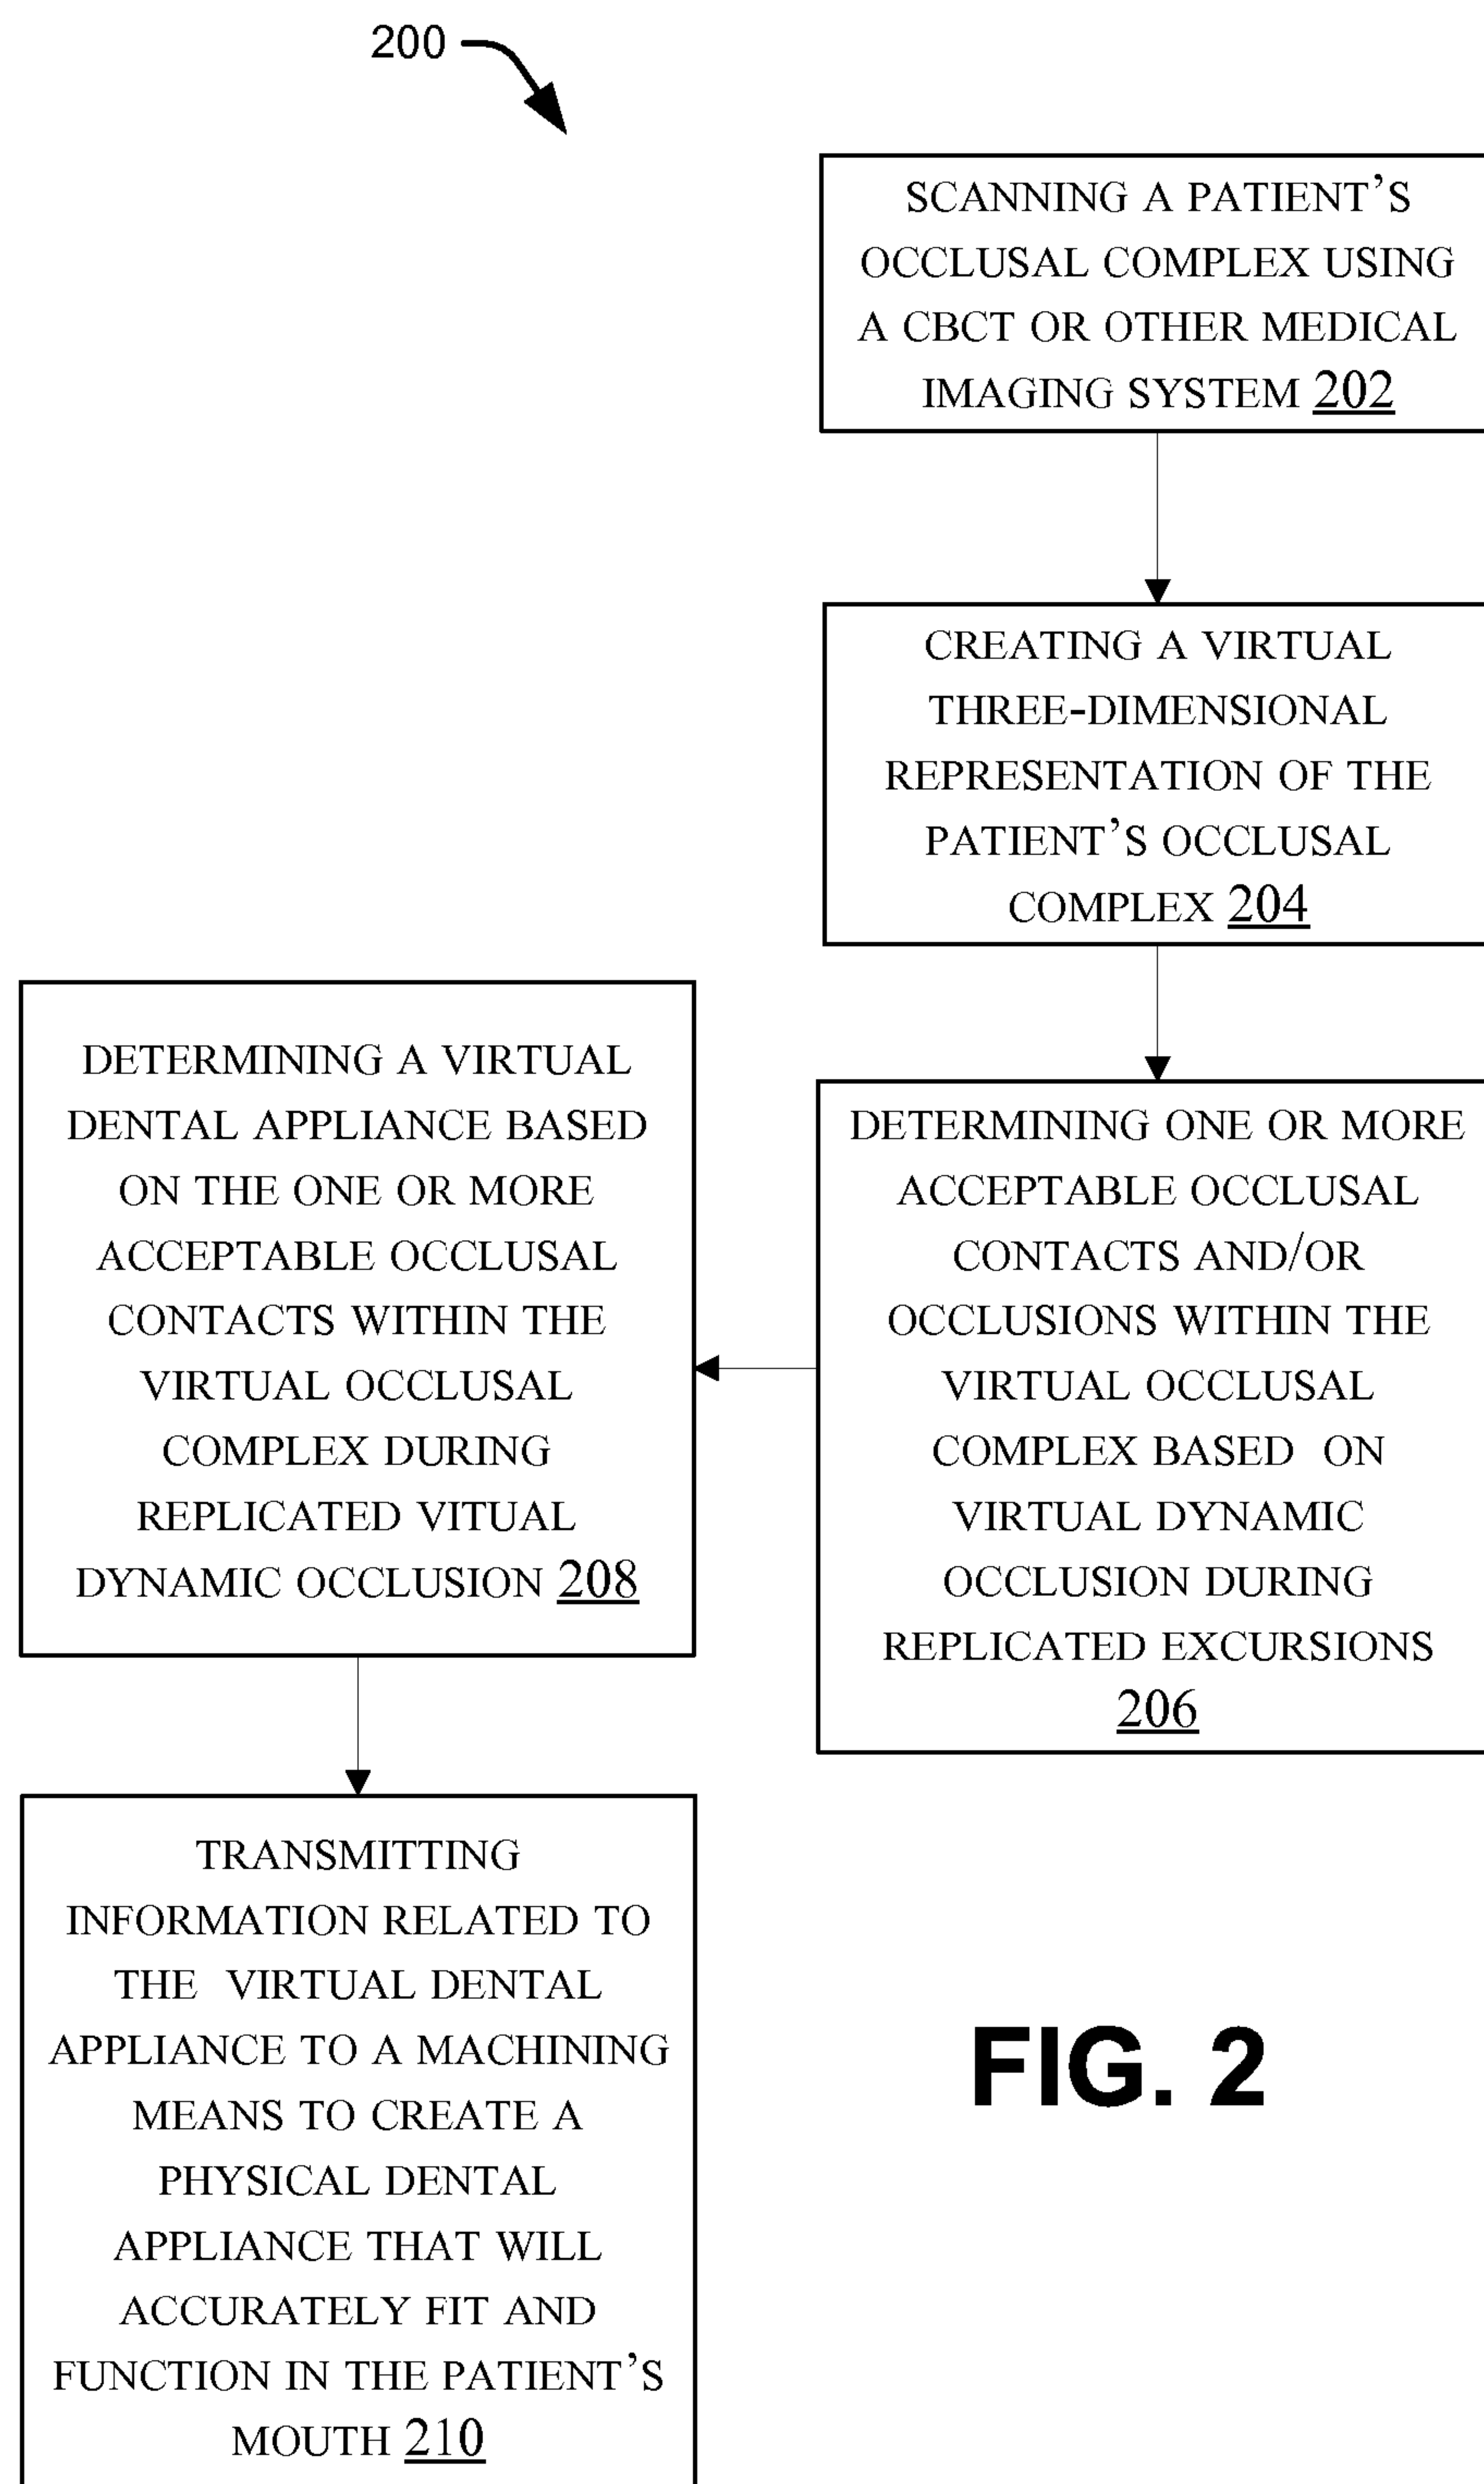 200
SCANNING A PATIENT’S
OCCLUSAL COMPLEX USING
A CBCT OR OTHER MEDICAL
IMAGING SYSTEM 202
CREATING A VIRTUAL
THREE-DIMENSIONAL
REPRESENTATION OF THE
PATIENT’S OCCLUSAL
COMPLEX 204
DETERMINING ONE OR MORE
ACCEPTABLE OCCLUSAL
CONTACTS AND/OR
OCCLUSIONS WITHIN THE
VIRTUAL OCCLUSAL
COMPLEX BASED ON
VIRTUAL DYNAMIC
OCCLUSION DURING
REPLICATED EXCURSIONS
206
DETERMINING A VIRTUAL
DENTAL APPLIANCE BASED
ON THE ONE OR MORE
ACCEPTABLE OCCLUSAL
CONTACTS WITHIN THE
VIRTUAL OCCLUSAL
COMPLEX DURING
REPLICATED VITUAL
DYNAMIC OCCLUSION 208
TRANSMITTING
INFORMATION RELATED TO
THE VIRTUAL DENTAL
APPLIANCE TO A MACHINING
MEANS TO CREATE A
PHYSICAL DENTAL
APPLIANCE THAT WILL
ACCURATELY FIT AND
FUNCTION IN THE PATIENT’S
MOUTH 210
FIG. 2